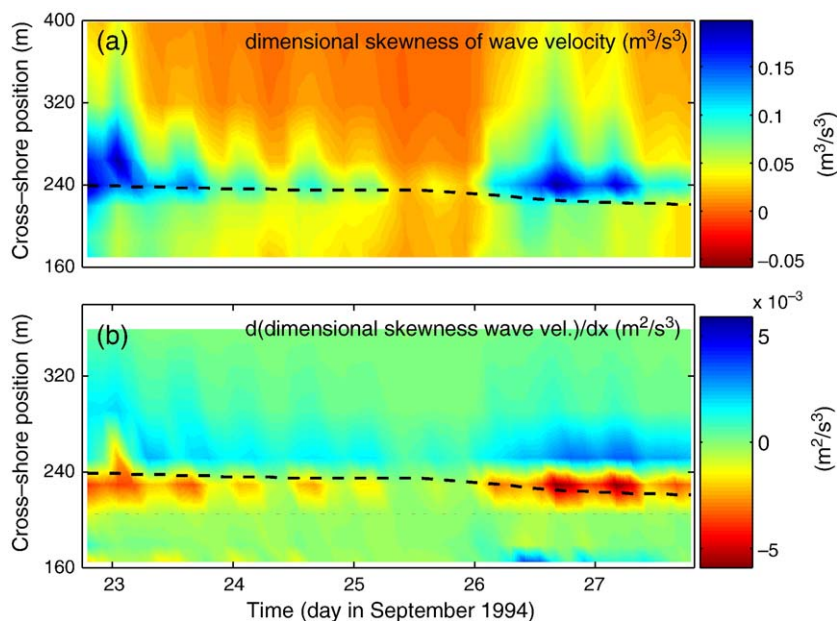 (a)
dimensional skewness of wave velocity (m³/s³)
Cross–shore position (m)
400
320
240
160
0.15
0.1
0.05
0
−0.05
(m³/s³)
(b)
d(dimensional skewness wave vel.)/dx (m²/s³)
Cross–shore position (m)
320
240
160
23
24
25
26
27
Time (day in September 1994)
x 10⁻³
5
0
−5
(m²/s³)